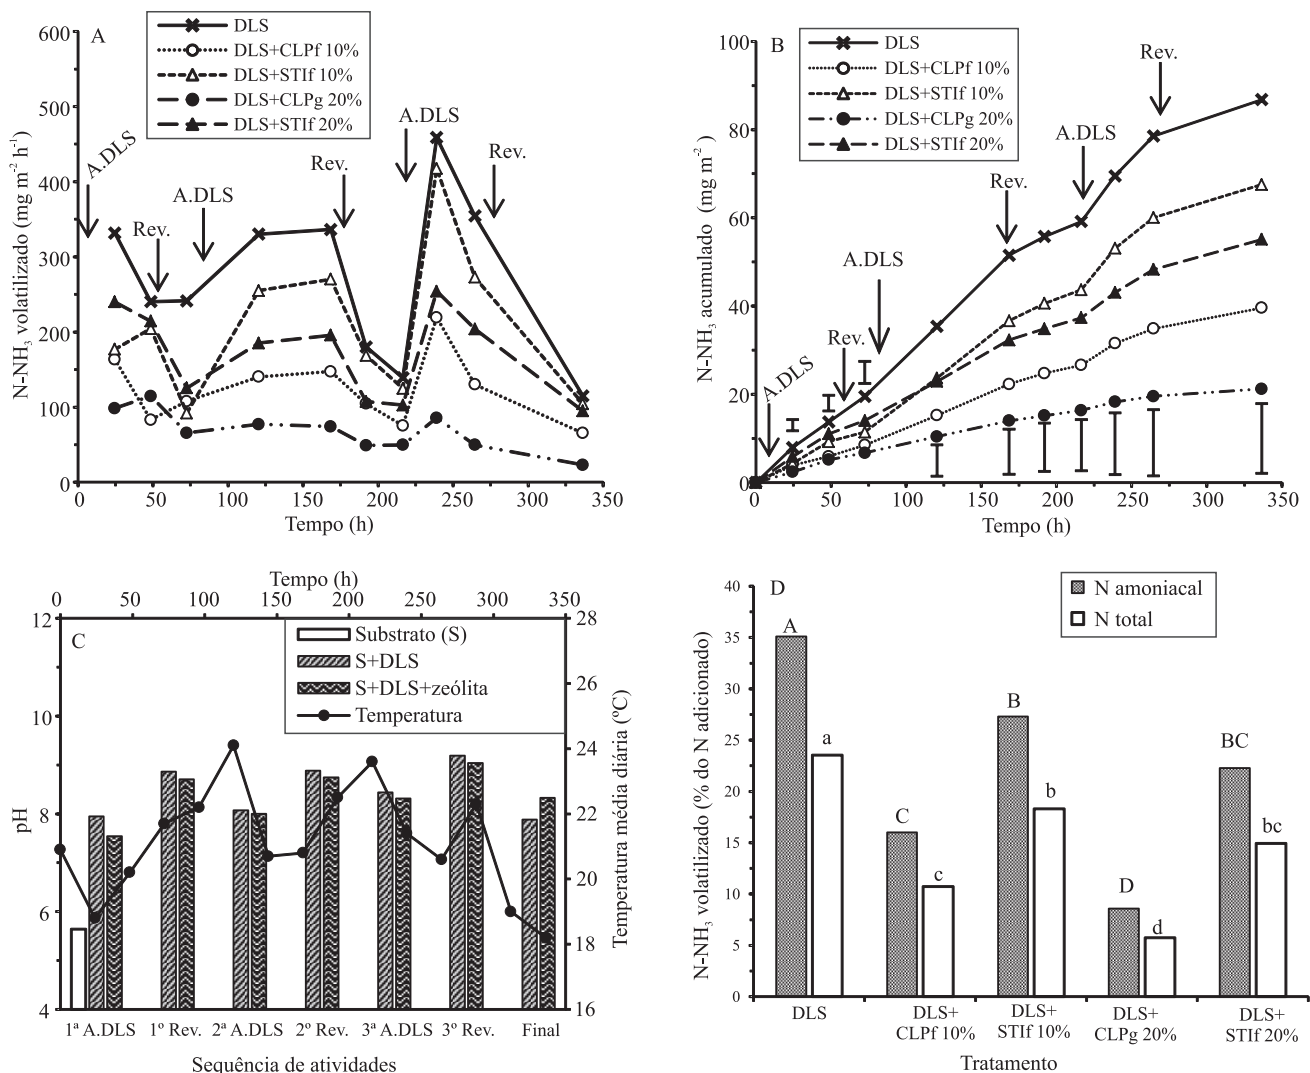 A
600
500
400
300
200
100
0
N-NH3 volatilizado (mg m-2 h-1)
DLS
DLS+CLPf 10%
DLS+STIf 10%
DLS+CLPg 20%
DLS+STIf 20%
A.DLS
Rev.
A.DLS
Rev.
A.DLS
Rev.
0 50 100 150 200 250 300 350
Tempo (h)
B
100
80
60
40
20
0
N-NH3 acumulado (mg m-2)
DLS
DLS+CLPf 10%
DLS+STIf 10%
DLS+CLPg 20%
DLS+STIf 20%
A.DLS
Rev.
A.DLS
Rev.
A.DLS
Rev.
0 50 100 150 200 250 300 350
Tempo (h)
Tempo (h)
0 50 100 150 200 250 300 350
C
12
10
8
6
4
pH
Substrato (S)
S+DLS
S+DLS+zeólita
Temperatura
28
26
24
22
20
18
16
Temperatura média diária (ºC)
1ª A.DLS 1º Rev. 2ª A.DLS 2º Rev. 3ª A.DLS 3º Rev. Final
Sequência de atividades
D
40
35
30
25
20
15
10
5
0
N-NH3 volatilizado (% do N adicionado)
N amoniacal
N total
A
a
C
c
B
b
D
d
BC
bc
DLS
DLS+
CLPf 10%
DLS+
STIf 10%
DLS+
CLPg 20%
DLS+
STIf 20%
Tratamento